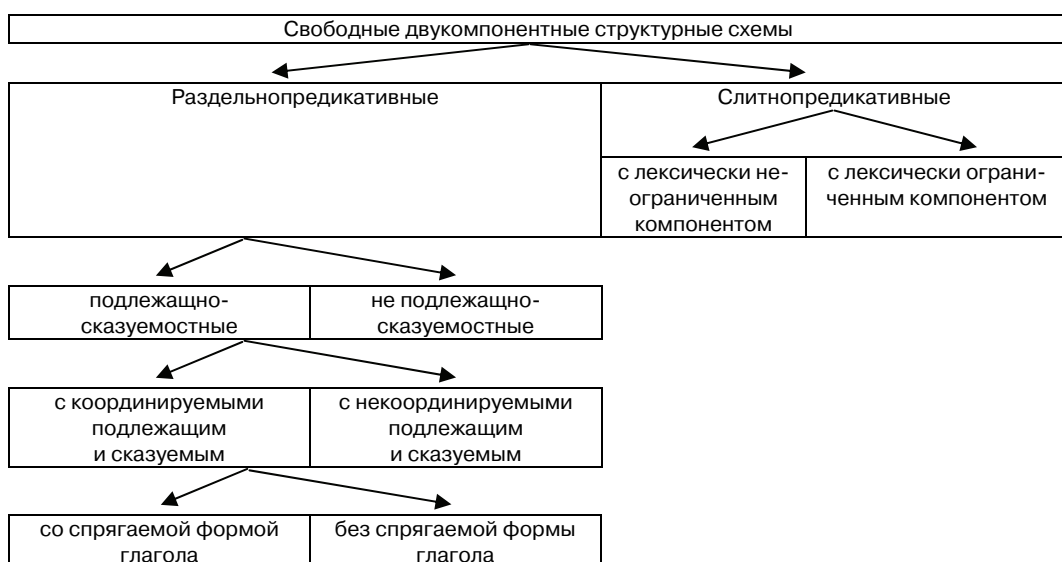 Свободные двукомпонентные структурные схемы
Раздельнопредикативные
Слитнопредикативные
с лексически не-
ограниченным
компонентом
с лексически ограни-
ченным компонентом
подлежащно-
сказуемостные
не подлежащно-
сказуемостные
с координируемыми
подлежащим
и сказуемым
с некоординируемыми
подлежащим
и сказуемым
со спрягаемой формой
глагола
без спрягаемой формы
глагола